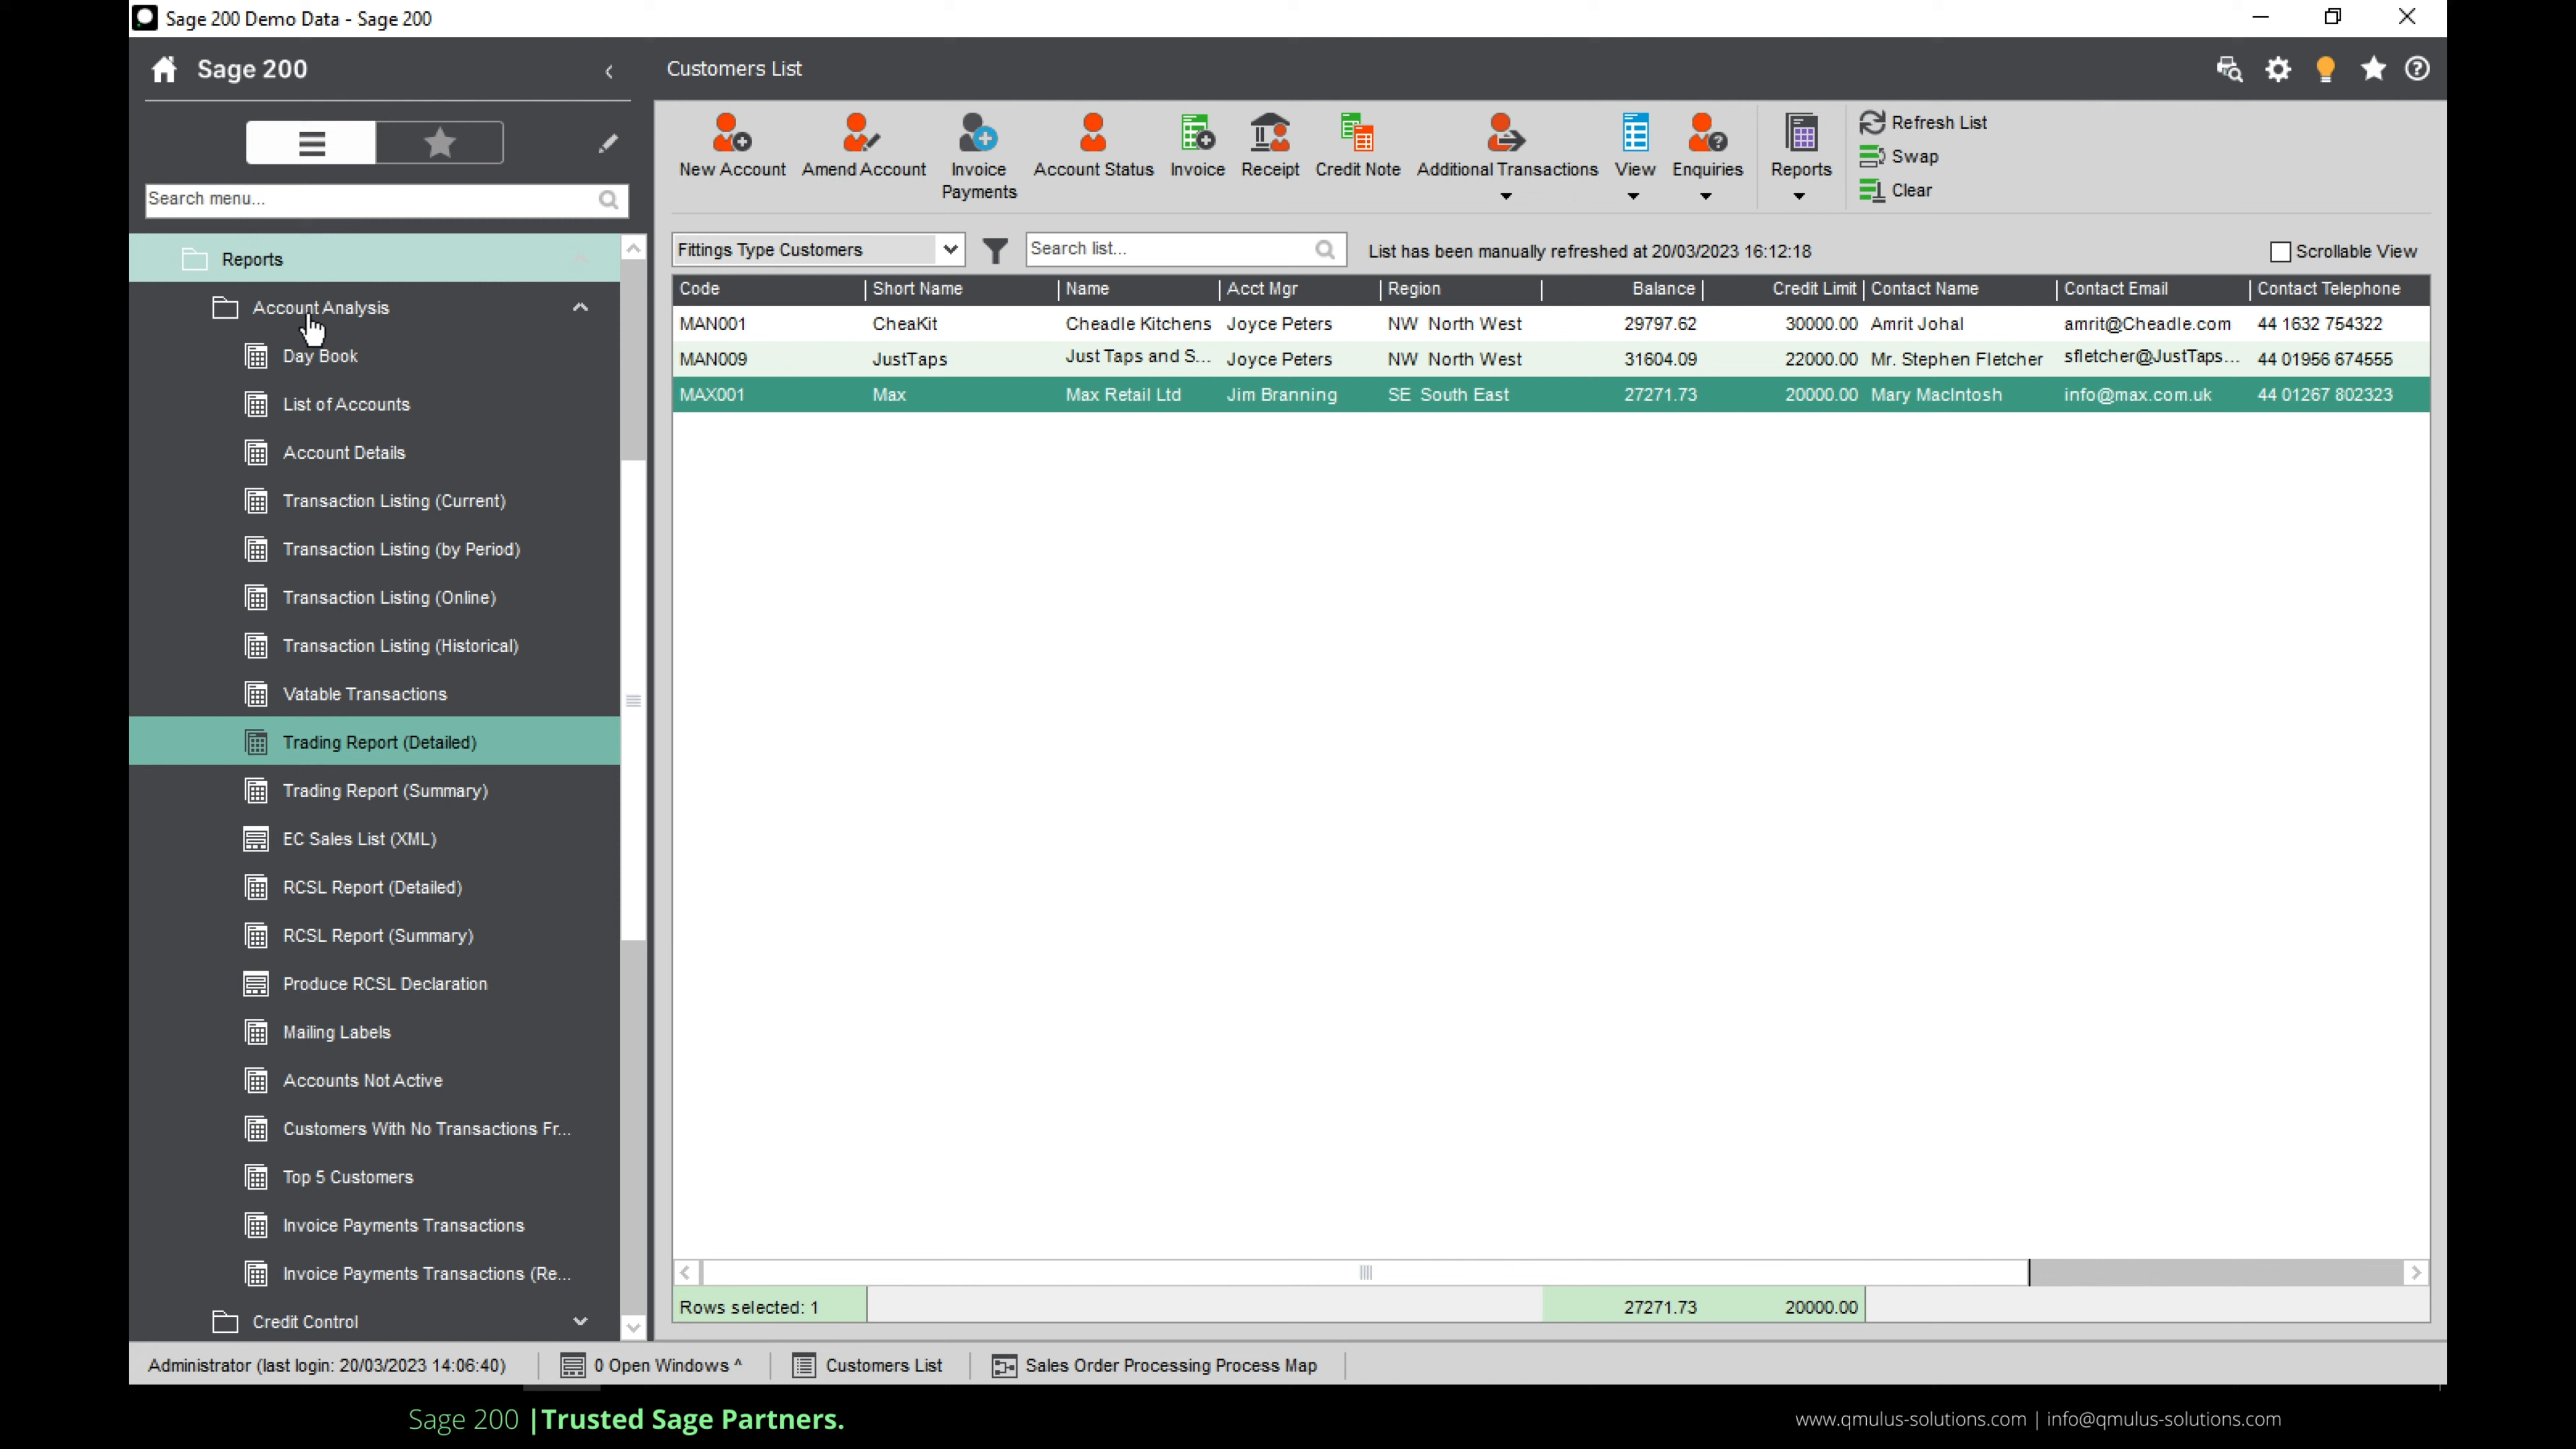 Sage 200 Demo Data - Sage 200
Sage 200
Customers List
New Account
Amend Account
Invoice Payments
Account Status
Invoice
Receipt
Credit Note
Additional Transactions
View
Enquiries
Reports
Refresh List
Swap
Clear
Search menu...
Fittings Type Customers
Search list...
List has been manually refreshed at 20/03/2023 16:12:18
Scrollable View
Reports
Account Analysis
Day Book
List of Accounts
Account Details
Transaction Listing (Current)
Transaction Listing (by Period)
Transaction Listing (Online)
Transaction Listing (Historical)
Vatable Transactions
Trading Report (Detailed)
Trading Report (Summary)
EC Sales List (XML)
RCSL Report (Detailed)
RCSL Report (Summary)
Produce RCSL Declaration
Mailing Labels
Accounts Not Active
Customers With No Transactions Fr...
Top 5 Customers
Invoice Payments Transactions
Invoice Payments Transactions (Re...
Credit Control
Code Short Name Name Acct Mgr Region Balance Credit Limit Contact Name Contact Email Contact Telephone
MAN001 CheaKit Cheadle Kitchens Joyce Peters NW North West 29797.62 30000.00 Amrit Johal amrit@Cheadle.com 44 1632 754322
MAN009 JustTaps Just Taps and S... Joyce Peters NW North West 31604.09 22000.00 Mr. Stephen Fletcher sfletcher@JustTaps... 44 01956 674555
MAX001 Max Max Retail Ltd Jim Branning SE South East 27271.73 20000.00 Mary MacIntosh info@max.com.uk 44 01267 802323
Rows selected: 1 27271.73 20000.00
Administrator (last login: 20/03/2023 14:06:40)
0 Open Windows ^
Customers List
Sales Order Processing Process Map
Sage 200 |Trusted Sage Partners.
www.qmulus-solutions.com | info@qmulus-solutions.com